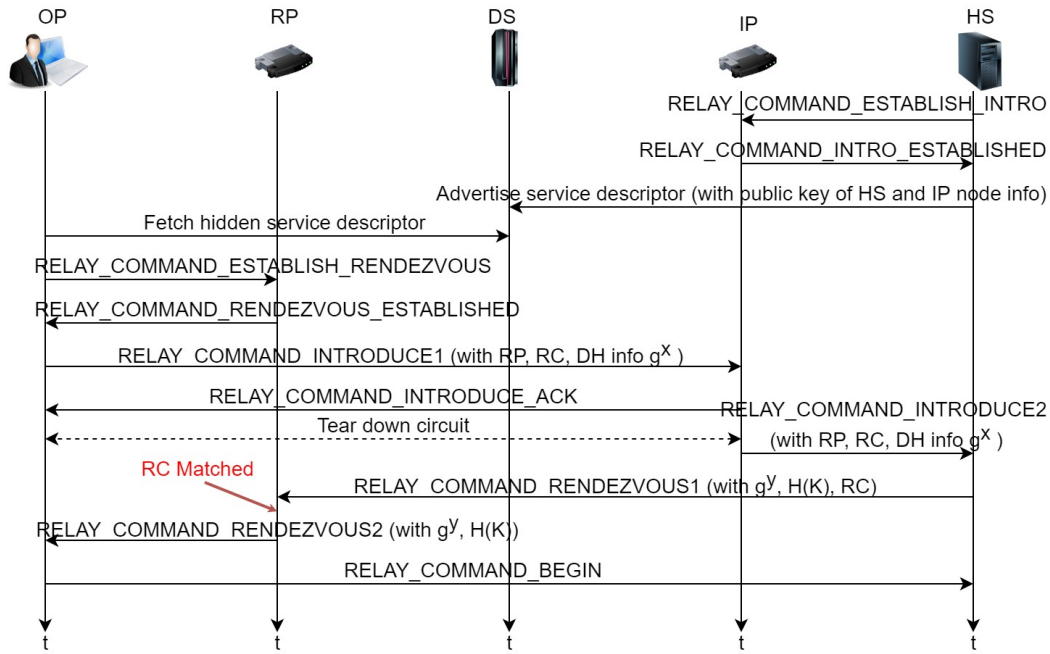 OP RP DS IP HS
RELAY_COMMAND_ESTABLISH_INTRO
RELAY_COMMAND_INTRO_ESTABLISHED
Advertise service descriptor (with public key of HS and IP node info)
Fetch hidden service descriptor
RELAY_COMMAND_ESTABLISH_RENDEZVOUS
RELAY_COMMAND_RENDEZVOUS_ESTABLISHED
RELAY_COMMAND_INTRODUCE1 (with RP, RC, DH info g^x )
RELAY_COMMAND_INTRODUCE_ACK
RELAY_COMMAND_INTRODUCE2
(with RP, RC, DH info g^x )
Tear down circuit
RC Matched
RELAY_COMMAND_RENDEZVOUS1 (with g^y, H(K), RC)
RELAY_COMMAND_RENDEZVOUS2 (with g^y, H(K))
RELAY_COMMAND_BEGIN
t t t t t